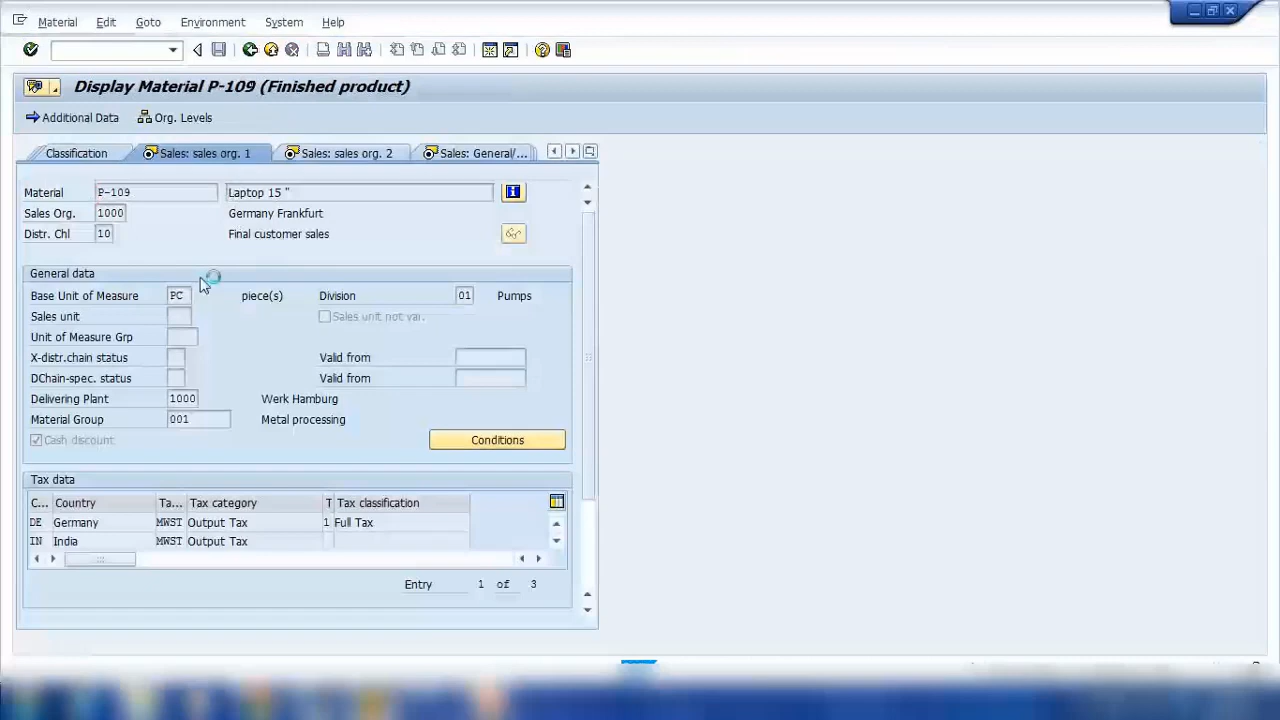 Material Edit Goto Environment System Help
Display Material P-109 (Finished product)
Additional Data Org. Levels
Classification Sales: sales org. 1 Sales: sales org. 2 Sales: General/...
Material P-109 Laptop 15 "
Sales Org. 1000 Germany Frankfurt
Distr. Chl 10 Final customer sales
General data
Base Unit of Measure PC piece(s) Division 01 Pumps
Sales unit Sales unit not var.
Unit of Measure Grp
X-distr.chain status Valid from
DChain-spec. status Valid from
Delivering Plant 1000 Werk Hamburg
Material Group 001 Metal processing
Cash discount Conditions
Tax data
C... Country Ta... Tax category T Tax classification
DE Germany MWST Output Tax 1 Full Tax
IN India MWST Output Tax
Entry 1 of 3